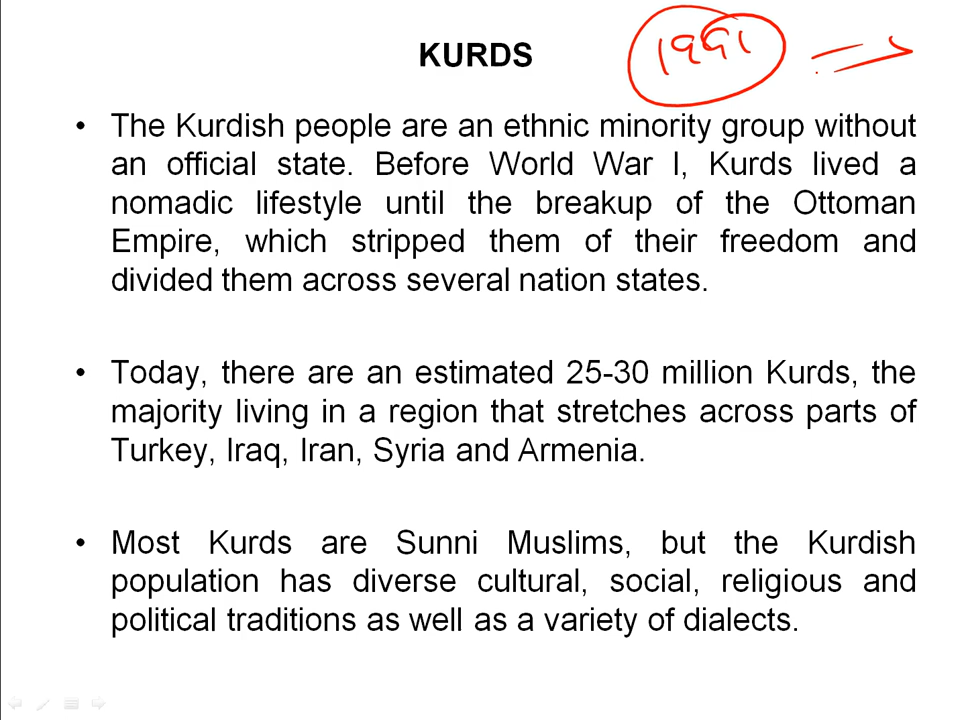 KURDS
1991
• The Kurdish people are an ethnic minority group without
an official state. Before World War I, Kurds lived a
nomadic lifestyle until the breakup of the Ottoman
Empire, which stripped them of their freedom and
divided them across several nation states.
• Today, there are an estimated 25-30 million Kurds, the
majority living in a region that stretches across parts of
Turkey, Iraq, Iran, Syria and Armenia.
• Most Kurds are Sunni Muslims, but the Kurdish
population has diverse cultural, social, religious and
political traditions as well as a variety of dialects.